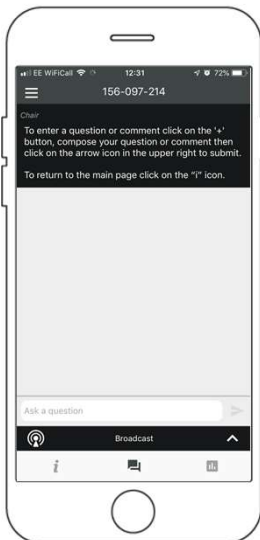 EE WiFiCall 12:31 72%
156-097-214
Chair
To enter a question or comment click on the '+'
button, compose your question or comment then
click on the arrow icon in the upper right to submit.
To return to the main page click on the "i" icon.
Ask a question
Broadcast
i